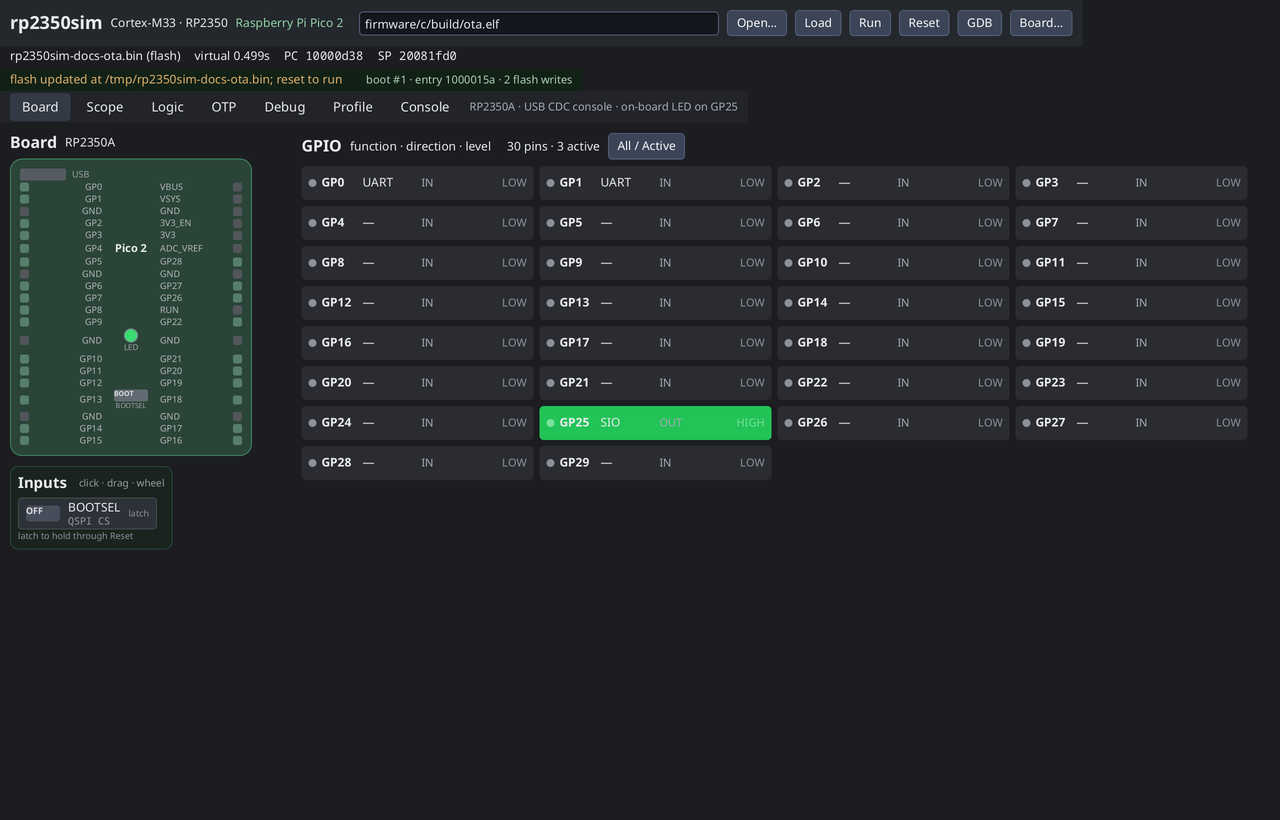 rp2350sim Cortex-M33 · RP2350 Raspberry Pi Pico 2 firmware/c/build/ota.elf Open... Load Run Reset GDB Board...
rp2350sim-docs-ota.bin (flash) virtual 0.499s PC 10000d38 SP 20081fd0
flash updated at /tmp/rp2350sim-docs-ota.bin; reset to run boot #1 · entry 1000015a · 2 flash writes
Board Scope Logic OTP Debug Profile Console RP2350A · USB CDC console · on-board LED on GP25
Board RP2350A
USB
GP0 VBUS
GP1 VSYS
GND GND
GP2 3V3_EN
GP3 3V3
GP4 Pico 2 ADC_VREF
GP5 GP28
GND GND
GP6 GP27
GP7 GP26
GP8 RUN
GP9 GP22
GND GND
LED
GP10 GP21
GP11 GP20
GP12 GP19
GP13 BOOT GP18
BOOTSEL
GND GND
GP14 GP17
GP15 GP16
Inputs click · drag · wheel
OFF BOOTSEL latch
QSPI CS
latch to hold through Reset
GPIO function · direction · level 30 pins · 3 active All / Active
GP0 UART IN LOW GP1 UART IN LOW GP2 — IN LOW GP3 — IN LOW
GP4 — IN LOW GP5 — IN LOW GP6 — IN LOW GP7 — IN LOW
GP8 — IN LOW GP9 — IN LOW GP10 — IN LOW GP11 — IN LOW
GP12 — IN LOW GP13 — IN LOW GP14 — IN LOW GP15 — IN LOW
GP16 — IN LOW GP17 — IN LOW GP18 — IN LOW GP19 — IN LOW
GP20 — IN LOW GP21 — IN LOW GP22 — IN LOW GP23 — IN LOW
GP24 — IN LOW GP25 SIO OUT HIGH GP26 — IN LOW GP27 — IN LOW
GP28 — IN LOW GP29 — IN LOW